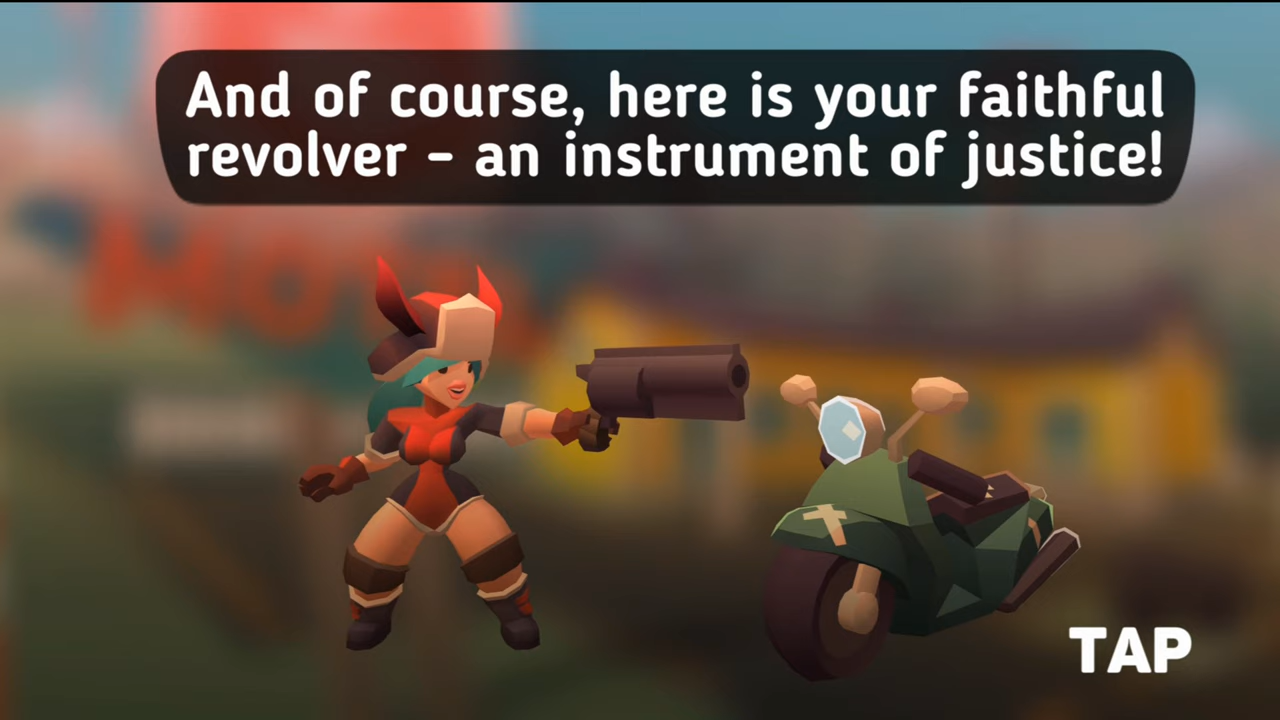 And of course, here is your faithful
revolver – an instrument of justice!
TAP